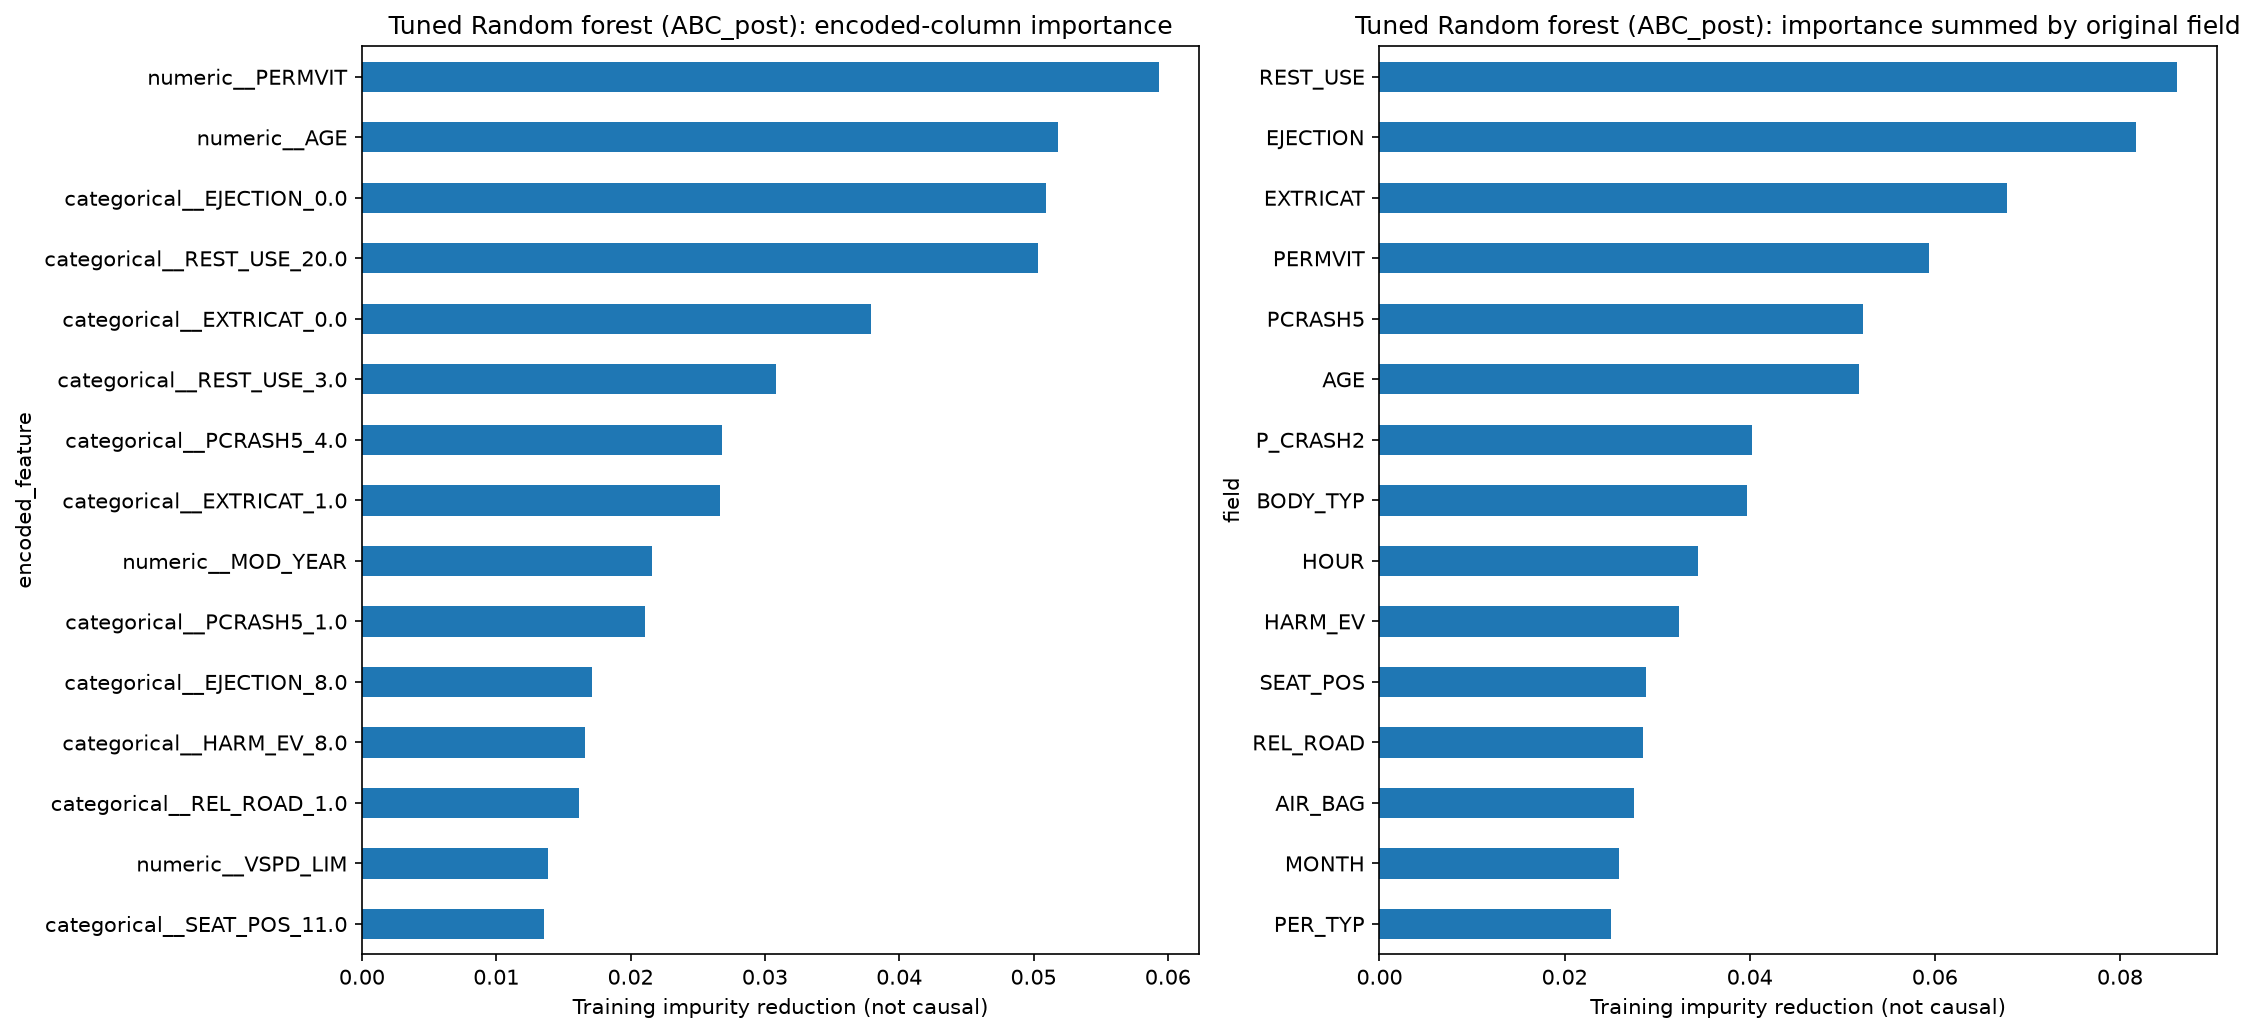 Tuned Random forest (ABC_post): encoded-column importance
encoded_feature
numeric__PERMVIT
numeric__AGE
categorical__EJECTION_0.0
categorical__REST_USE_20.0
categorical__EXTRICAT_0.0
categorical__REST_USE_3.0
categorical__PCRASH5_4.0
categorical__EXTRICAT_1.0
numeric__MOD_YEAR
categorical__PCRASH5_1.0
categorical__EJECTION_8.0
categorical__HARM_EV_8.0
categorical__REL_ROAD_1.0
numeric__VSPD_LIM
categorical__SEAT_POS_11.0
0.00 0.01 0.02 0.03 0.04 0.05 0.06
Training impurity reduction (not causal)
Tuned Random forest (ABC_post): importance summed by original field
field
REST_USE
EJECTION
EXTRICAT
PERMVIT
PCRASH5
AGE
P_CRASH2
BODY_TYP
HOUR
HARM_EV
SEAT_POS
REL_ROAD
AIR_BAG
MONTH
PER_TYP
0.00 0.02 0.04 0.06 0.08
Training impurity reduction (not causal)